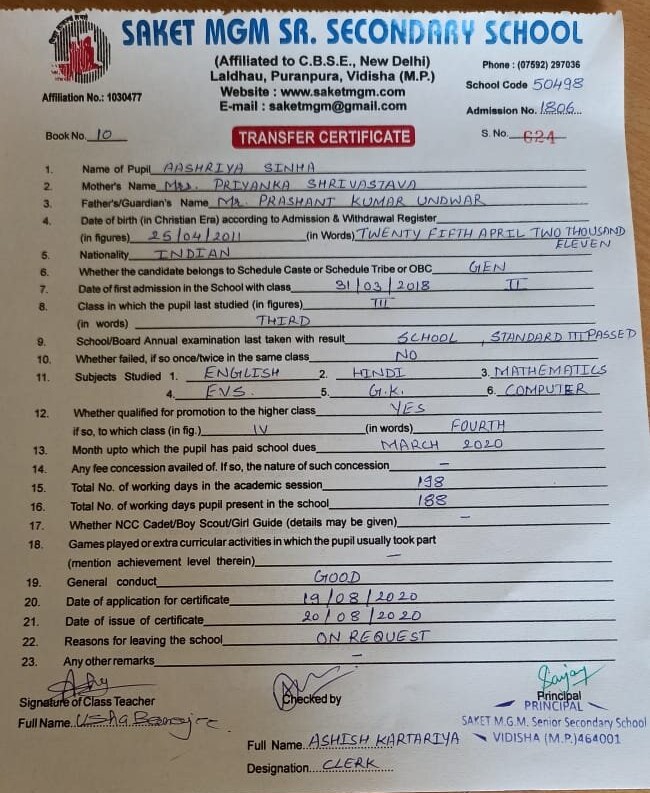 SAKET MGM SR. SECONDARY SCHOOL
(Affiliated to C.B.S.E., New Delhi)
Laldhau, Puranpura, Vidisha (M.P.)
Website : www.saketmgm.com
E-mail : saketmgm@gmail.com
Phone : (07592) 297036
School Code 50498
Affiliation No.: 1030477
Admission No. 1806
Book No. 10
TRANSFER CERTIFICATE
S. No. 624
1. Name of Pupil AASHRIYA SINHA
2. Mother's Name Mrs. PRIYANKA SHRIVASTAVA
3. Father's/Guardian's Name Mr. PRASHANT KUMAR UNDWAR
4. Date of birth (in Christian Era) according to Admission & Withdrawal Register
(in figures) 25/04/2011 (in Words) TWENTY FIFTH APRIL TWO THOUSAND
ELEVEN
5. Nationality INDIAN
6. Whether the candidate belongs to Schedule Caste or Schedule Tribe or OBC GEN
7. Date of first admission in the School with class 31/03/2018 II
8. Class in which the pupil last studied (in figures) III
(in words) THIRD
9. School/Board Annual examination last taken with result SCHOOL, STANDARD III PASSED
10. Whether failed, if so once/twice in the same class NO
11. Subjects Studied 1. ENGLISH 2. HINDI 3. MATHEMATICS
4. EVS. 5. G.K. 6. COMPUTER
12. Whether qualified for promotion to the higher class YES
if so, to which class (in fig.) IV (in words) FOURTH
13. Month upto which the pupil has paid school dues MARCH 2020
14. Any fee concession availed of. If so, the nature of such concession –
15. Total No. of working days in the academic session 198
16. Total No. of working days pupil present in the school 188
17. Whether NCC Cadet/Boy Scout/Girl Guide (details may be given) –
18. Games played or extra curricular activities in which the pupil usually took part
(mention achievement level therein) –
19. General conduct GOOD
20. Date of application for certificate 19/08/2020
21. Date of issue of certificate 20/08/2020
22. Reasons for leaving the school ON REQUEST
23. Any other remarks –
Signature of Class Teacher
Checked by
Principal
Full Name Usha
PRINCIPAL
SAKET M.G.M. Senior Secondary School
VIDISHA (M.P.) 464001
Full Name ASHISH KARTARIYA
Designation CLERK